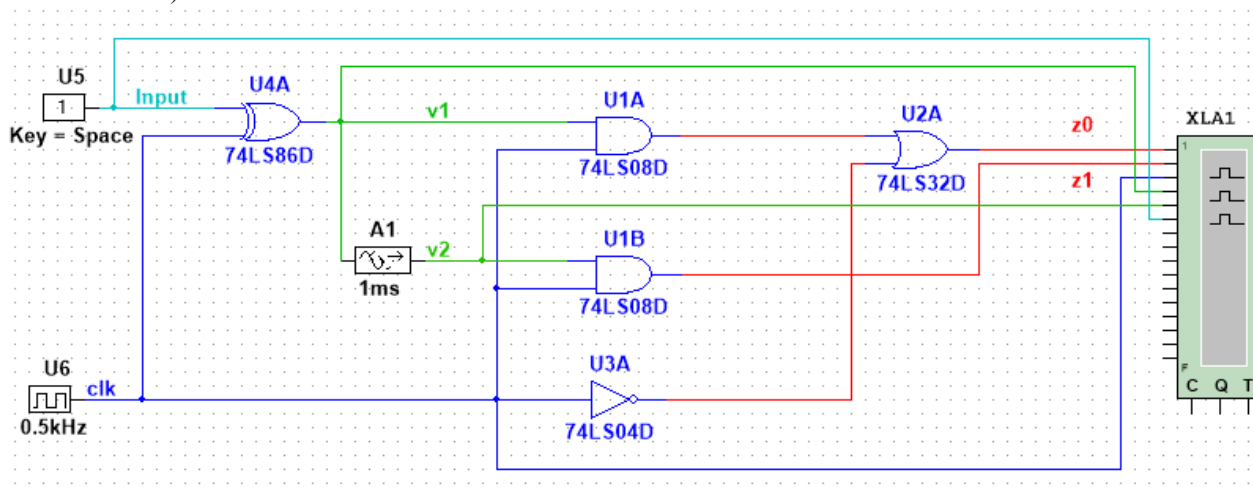 U5
1
Key = Space
Input
U4A
74LS86D
v1
U1A
74LS08D
U2A
74LS32D
z0
z1
XLA1
1
F
C Q T
A1
1ms
v2
U1B
74LS08D
U3A
74LS04D
U6
clk
0.5kHz